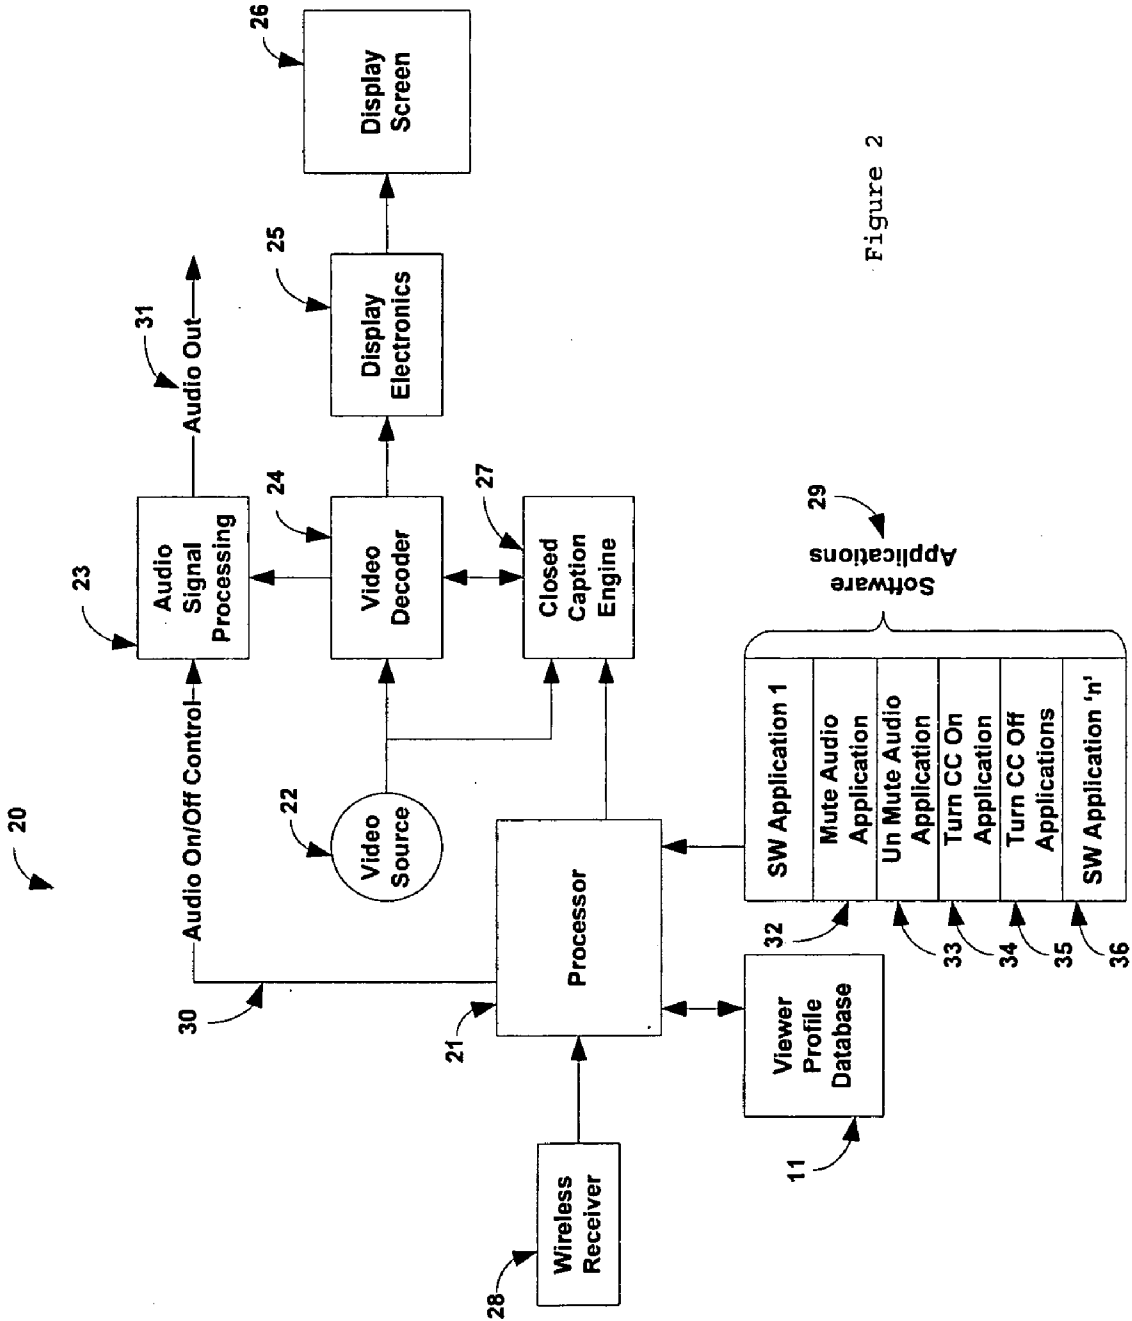 20
Audio On/Off Control
30
23
Audio
Signal
Processing
Audio Out
31
22
Video
Source
24
Video
Decoder
25
Display
Electronics
26
Display
Screen
27
Closed
Caption
Engine
21
Processor
28
Wireless
Receiver
11
Viewer
Profile
Database
SW Application 1
32
Mute Audio
Application
33
Un Mute Audio
Application
34
Turn CC On
Application
35
Turn CC Off
Applications
36
SW Application 'n'
Software
Applications
29
Figure 2